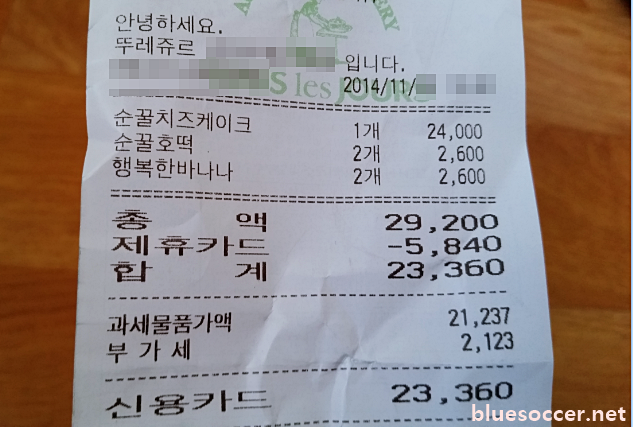 안녕하세요.
뚜레쥬르 입니다.
S les JOURS
2014/11/
순꿀치즈케이크 1개 24,000
순꿀호떡 2개 2,600
행복한바나나 2개 2,600
총 액 29,200
제휴카드 -5,840
합 계 23,360
과세물품가액 21,237
부 가 세 2,123
신용카드 23,360
bluesoccer.net